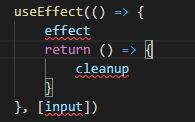 useEffect(() => {
    effect
    return () => {
        cleanup
    }
}, [input])